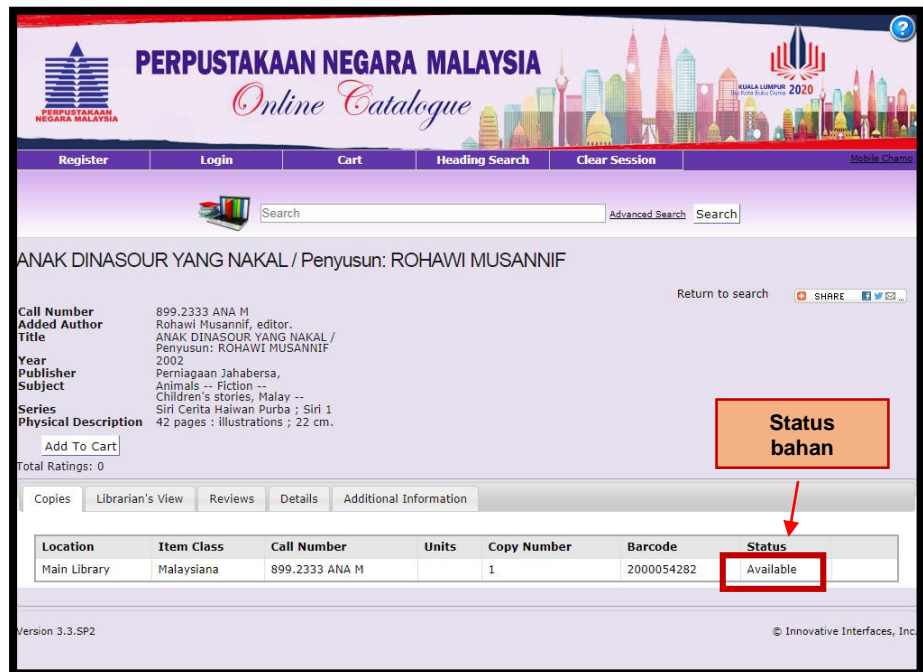 PERPUSTAKAAN NEGARA MALAYSIA
Online Catalogue
PERPUSTAKAAN
NEGARA MALAYSIA
KUALA LUMPUR 2020
Ibu Kota Buku Dunia
?
Register Login Cart Heading Search Clear Session Mobile Chamo
Search Advanced Search Search
ANAK DINASOUR YANG NAKAL / Penyusun: ROHAWI MUSANNIF
Return to search SHARE ...
Call Number 899.2333 ANA M
Added Author Rohawi Musannif, editor.
Title ANAK DINASOUR YANG NAKAL /
Penyusun: ROHAWI MUSANNIF
Year 2002
Publisher Perniagaan Jahabersa,
Subject Animals -- Fiction --
Children's stories, Malay --
Series Siri Cerita Haiwan Purba ; Siri 1
Physical Description 42 pages : illustrations ; 22 cm.
Status
bahan
Add To Cart
Total Ratings: 0
Copies Librarian's View Reviews Details Additional Information
Location Item Class Call Number Units Copy Number Barcode Status
Main Library Malaysiana 899.2333 ANA M 1 2000054282 Available
Version 3.3.SP2 © Innovative Interfaces, Inc.